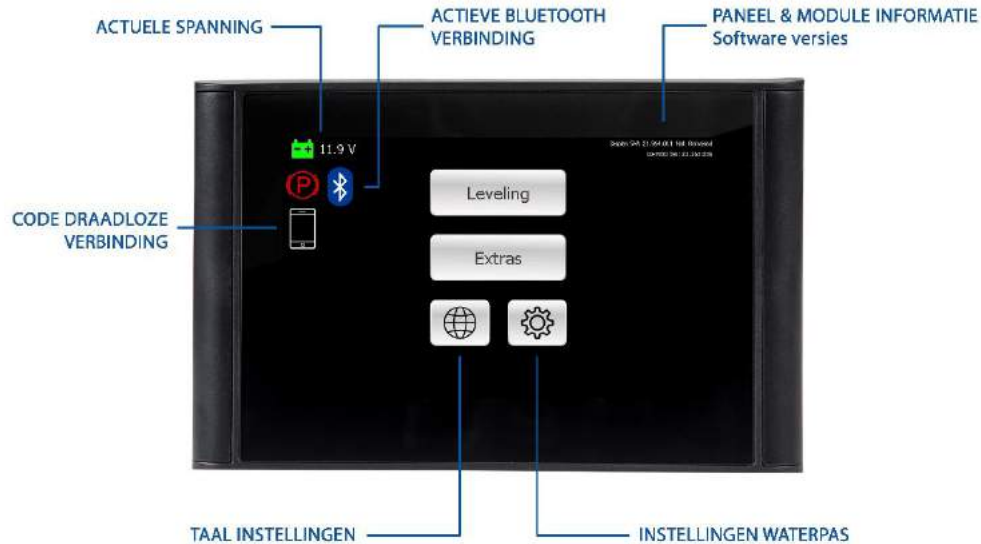 ACTUELE SPANNING
ACTIEVE BLUETOOTH
VERBINDING
PANEEL & MODULE INFORMATIE
Software versies
11.9 V
P
CODE DRAADLOZE
VERBINDING
Leveling
Extras
TAAL INSTELLINGEN
INSTELLINGEN WATERPAS